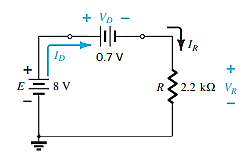 + V_D −
I_D
0.7 V
I_R
+
E
8 V
−
R
2.2 kΩ
+
V_R
−